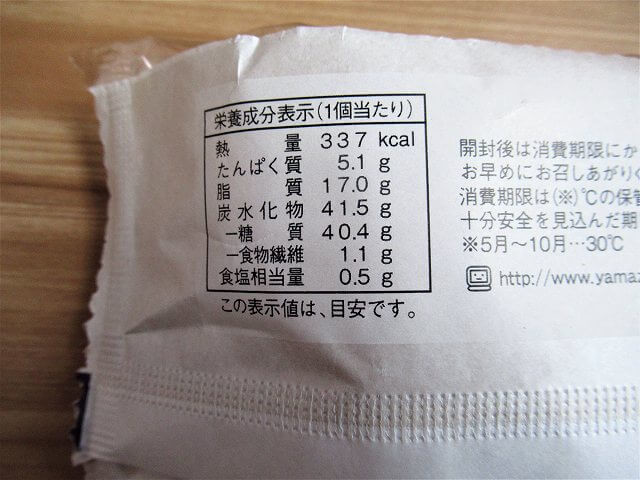 栄養成分表示(1個当たり)
熱量 337 kcal
たんぱく質 5.1 g
脂質 17.0 g
炭水化物 41.5 g
−糖質 40.4 g
−食物繊維 1.1 g
食塩相当量 0.5 g
この表示値は、目安です。
開封後は消費期限にか
お早めにお召しあがりく
消費期限は(※)℃の保管
十分安全を見込んだ期
※5月〜10月…30℃
http://www.yamaz